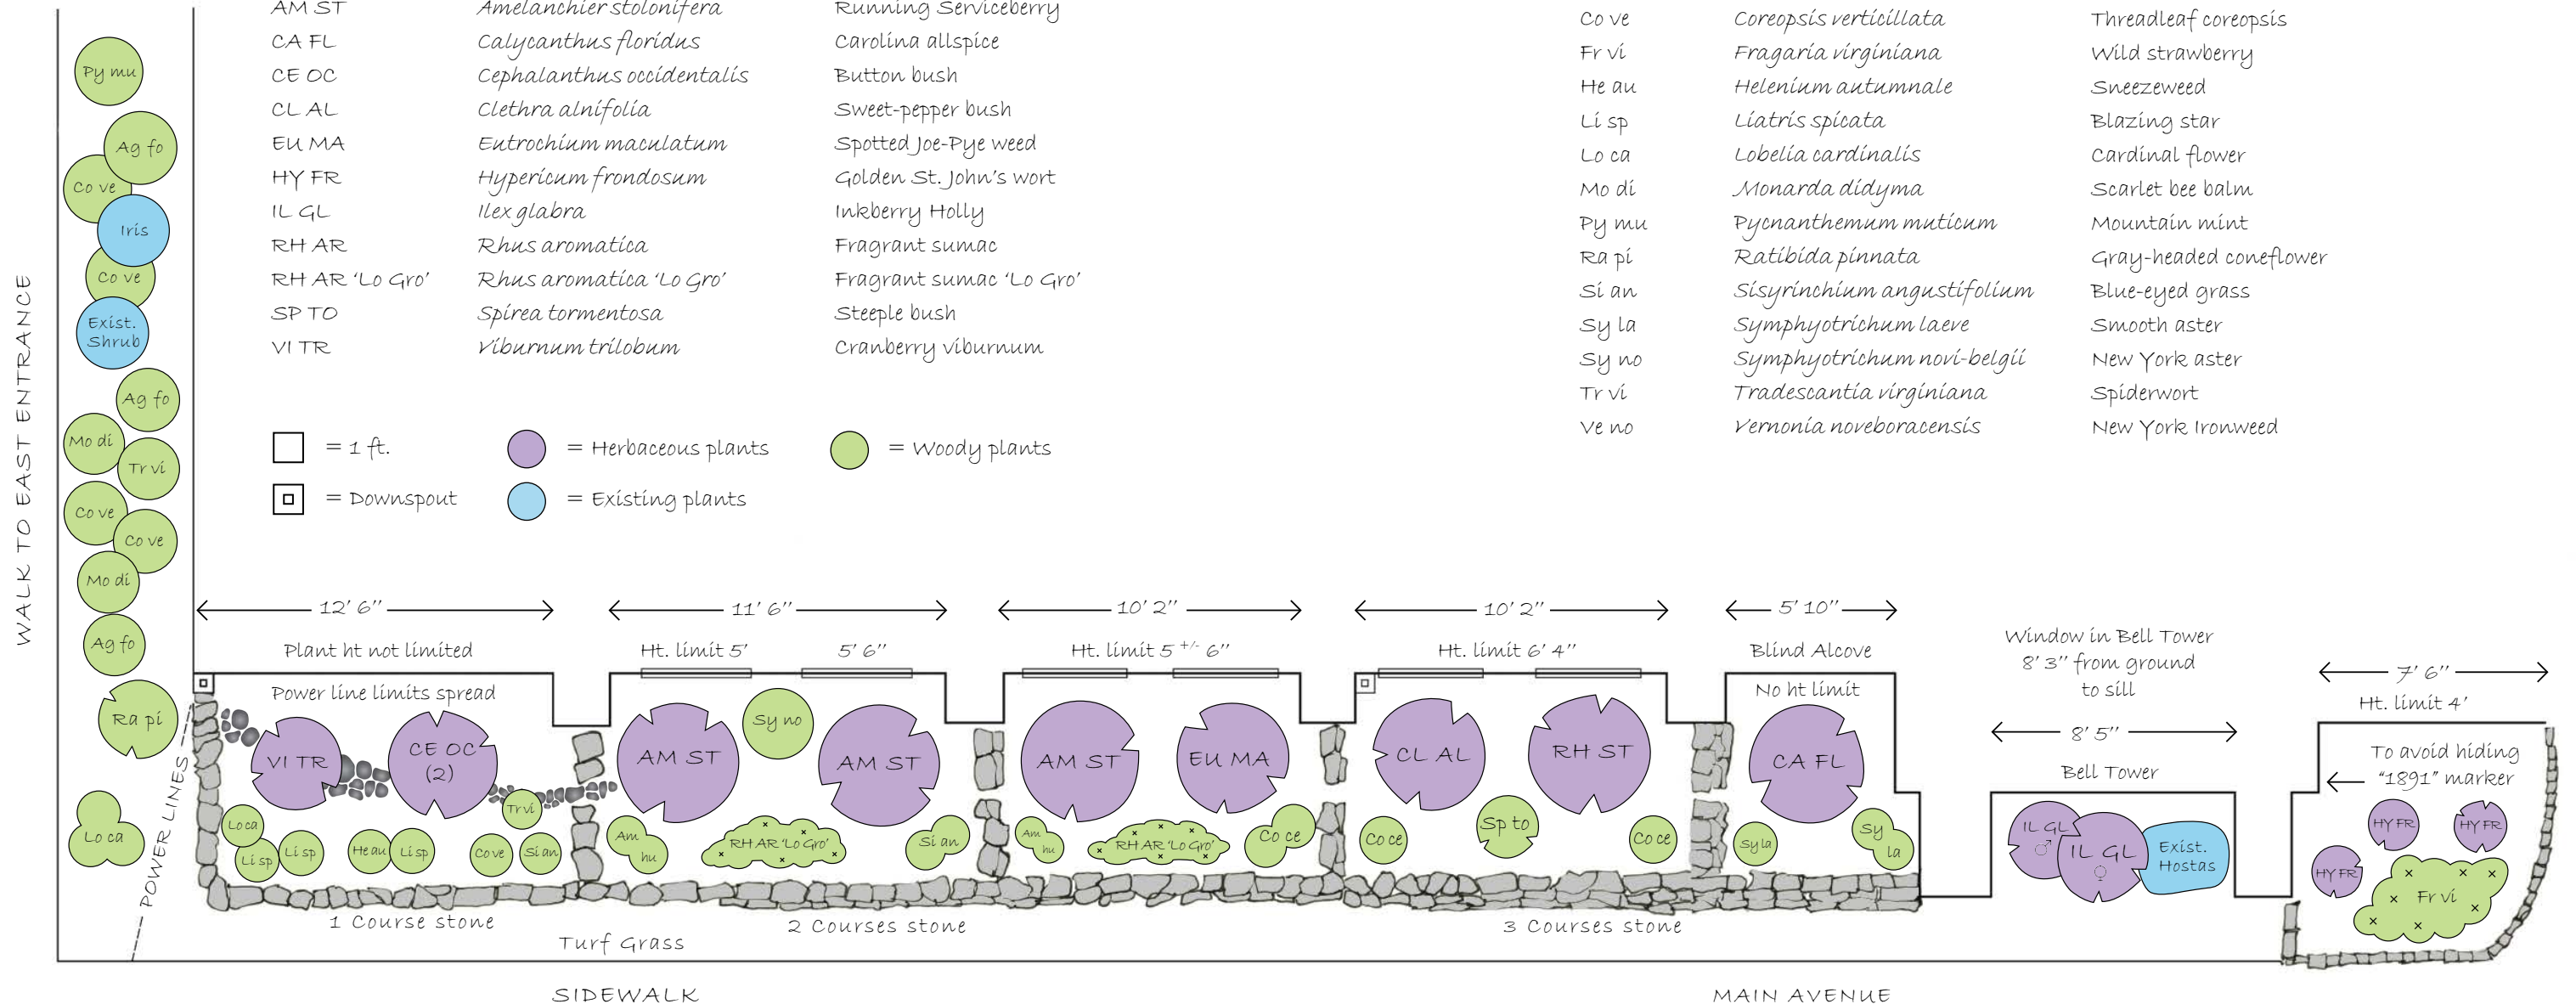 AM ST Amelanchier stolonifera Running Serviceberry
CA FL Calycanthus floridus Carolina allspice
CE OC Cephalanthus occidentalis Button bush
CL AL Clethra alnifolia Sweet-pepper bush
EU MA Eutrochium maculatum Spotted Joe-Pye weed
HY FR Hypericum frondosum Golden St. John's wort
IL GL Ilex glabra Inkberry Holly
RH AR Rhus aromatica Fragrant sumac
RH AR 'Lo Gro' Rhus aromatica 'Lo Gro' Fragrant sumac 'Lo Gro'
SP TO Spirea tormentosa Steeple bush
VI TR Viburnum trilobum Cranberry viburnum
Co ve Coreopsis verticillata Threadleaf coreopsis
Fr vi Fragaria virginiana Wild strawberry
He au Helenium autumnale Sneezeweed
Li sp Liatris spicata Blazing star
Lo ca Lobelia cardinalis Cardinal flower
Mo di Monarda didyma Scarlet bee balm
Py mu Pycnanthemum muticum Mountain mint
Ra pi Ratibida pinnata Gray-headed coneflower
Si an Sisyrinchium angustifolium Blue-eyed grass
Sy la Symphyotrichum laeve Smooth aster
Sy no Symphyotrichum novi-belgii New York aster
Tr vi Tradescantia virginiana Spiderwort
Ve no Vernonia noveboracensis New York Ironweed
= 1 ft.
= Herbaceous plants
= Woody plants
= Downspout
= Existing plants
WALK TO EAST ENTRANCE
Py mu
Ag fo
Co ve
Iris
Co ve
Exist.
Shrub
Ag fo
Mo di
Tr vi
Co ve
Co ve
Mo di
Ag fo
Ra pi
Lo ca
POWER LINES
12' 6"
Plant ht not limited
Power line limits spread
VI TR
CE OC
(2)
Tr vi
Lo ca
Li sp
Li sp
He au
Li sp
Co ve
Si an
11' 6"
Ht. limit 5' 5' 6"
AM ST
Sy no
AM ST
Am
hu
RH AR 'Lo Gro'
Si an
10' 2"
Ht. limit 5 +/- 6"
AM ST
EU MA
Am
hu
RH AR 'Lo Gro'
Co ce
10' 2"
Ht. limit 6' 4"
CL AL
RH ST
Co ce
Sp to
Co ce
5' 10"
Blind Alcove
No ht limit
CA FL
Sy la
Sy
la
Window in Bell Tower
8' 3" from ground
to sill
8' 5"
Bell Tower
IL GL
♂
IL GL
♀
Exist.
Hostas
7' 6"
Ht. limit 4'
To avoid hiding
"1891" marker
HY FR
HY FR
HY FR
Fr vi
1 Course stone
2 Courses stone
3 Courses stone
Turf Grass
SIDEWALK
MAIN AVENUE